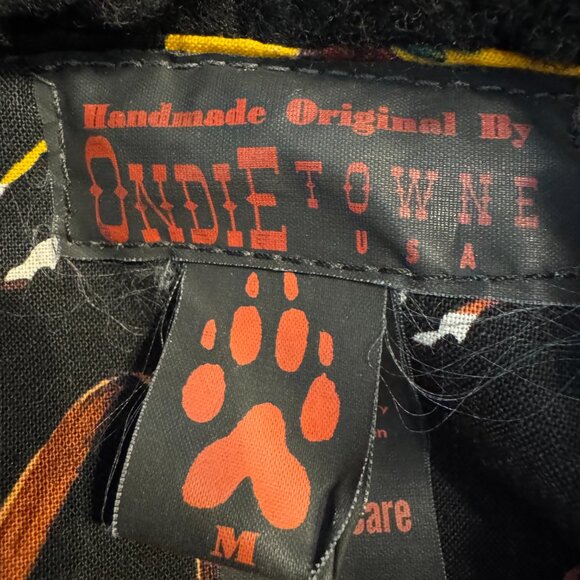 Handmade Original By
ONDIE TOWNE
USA
M
care